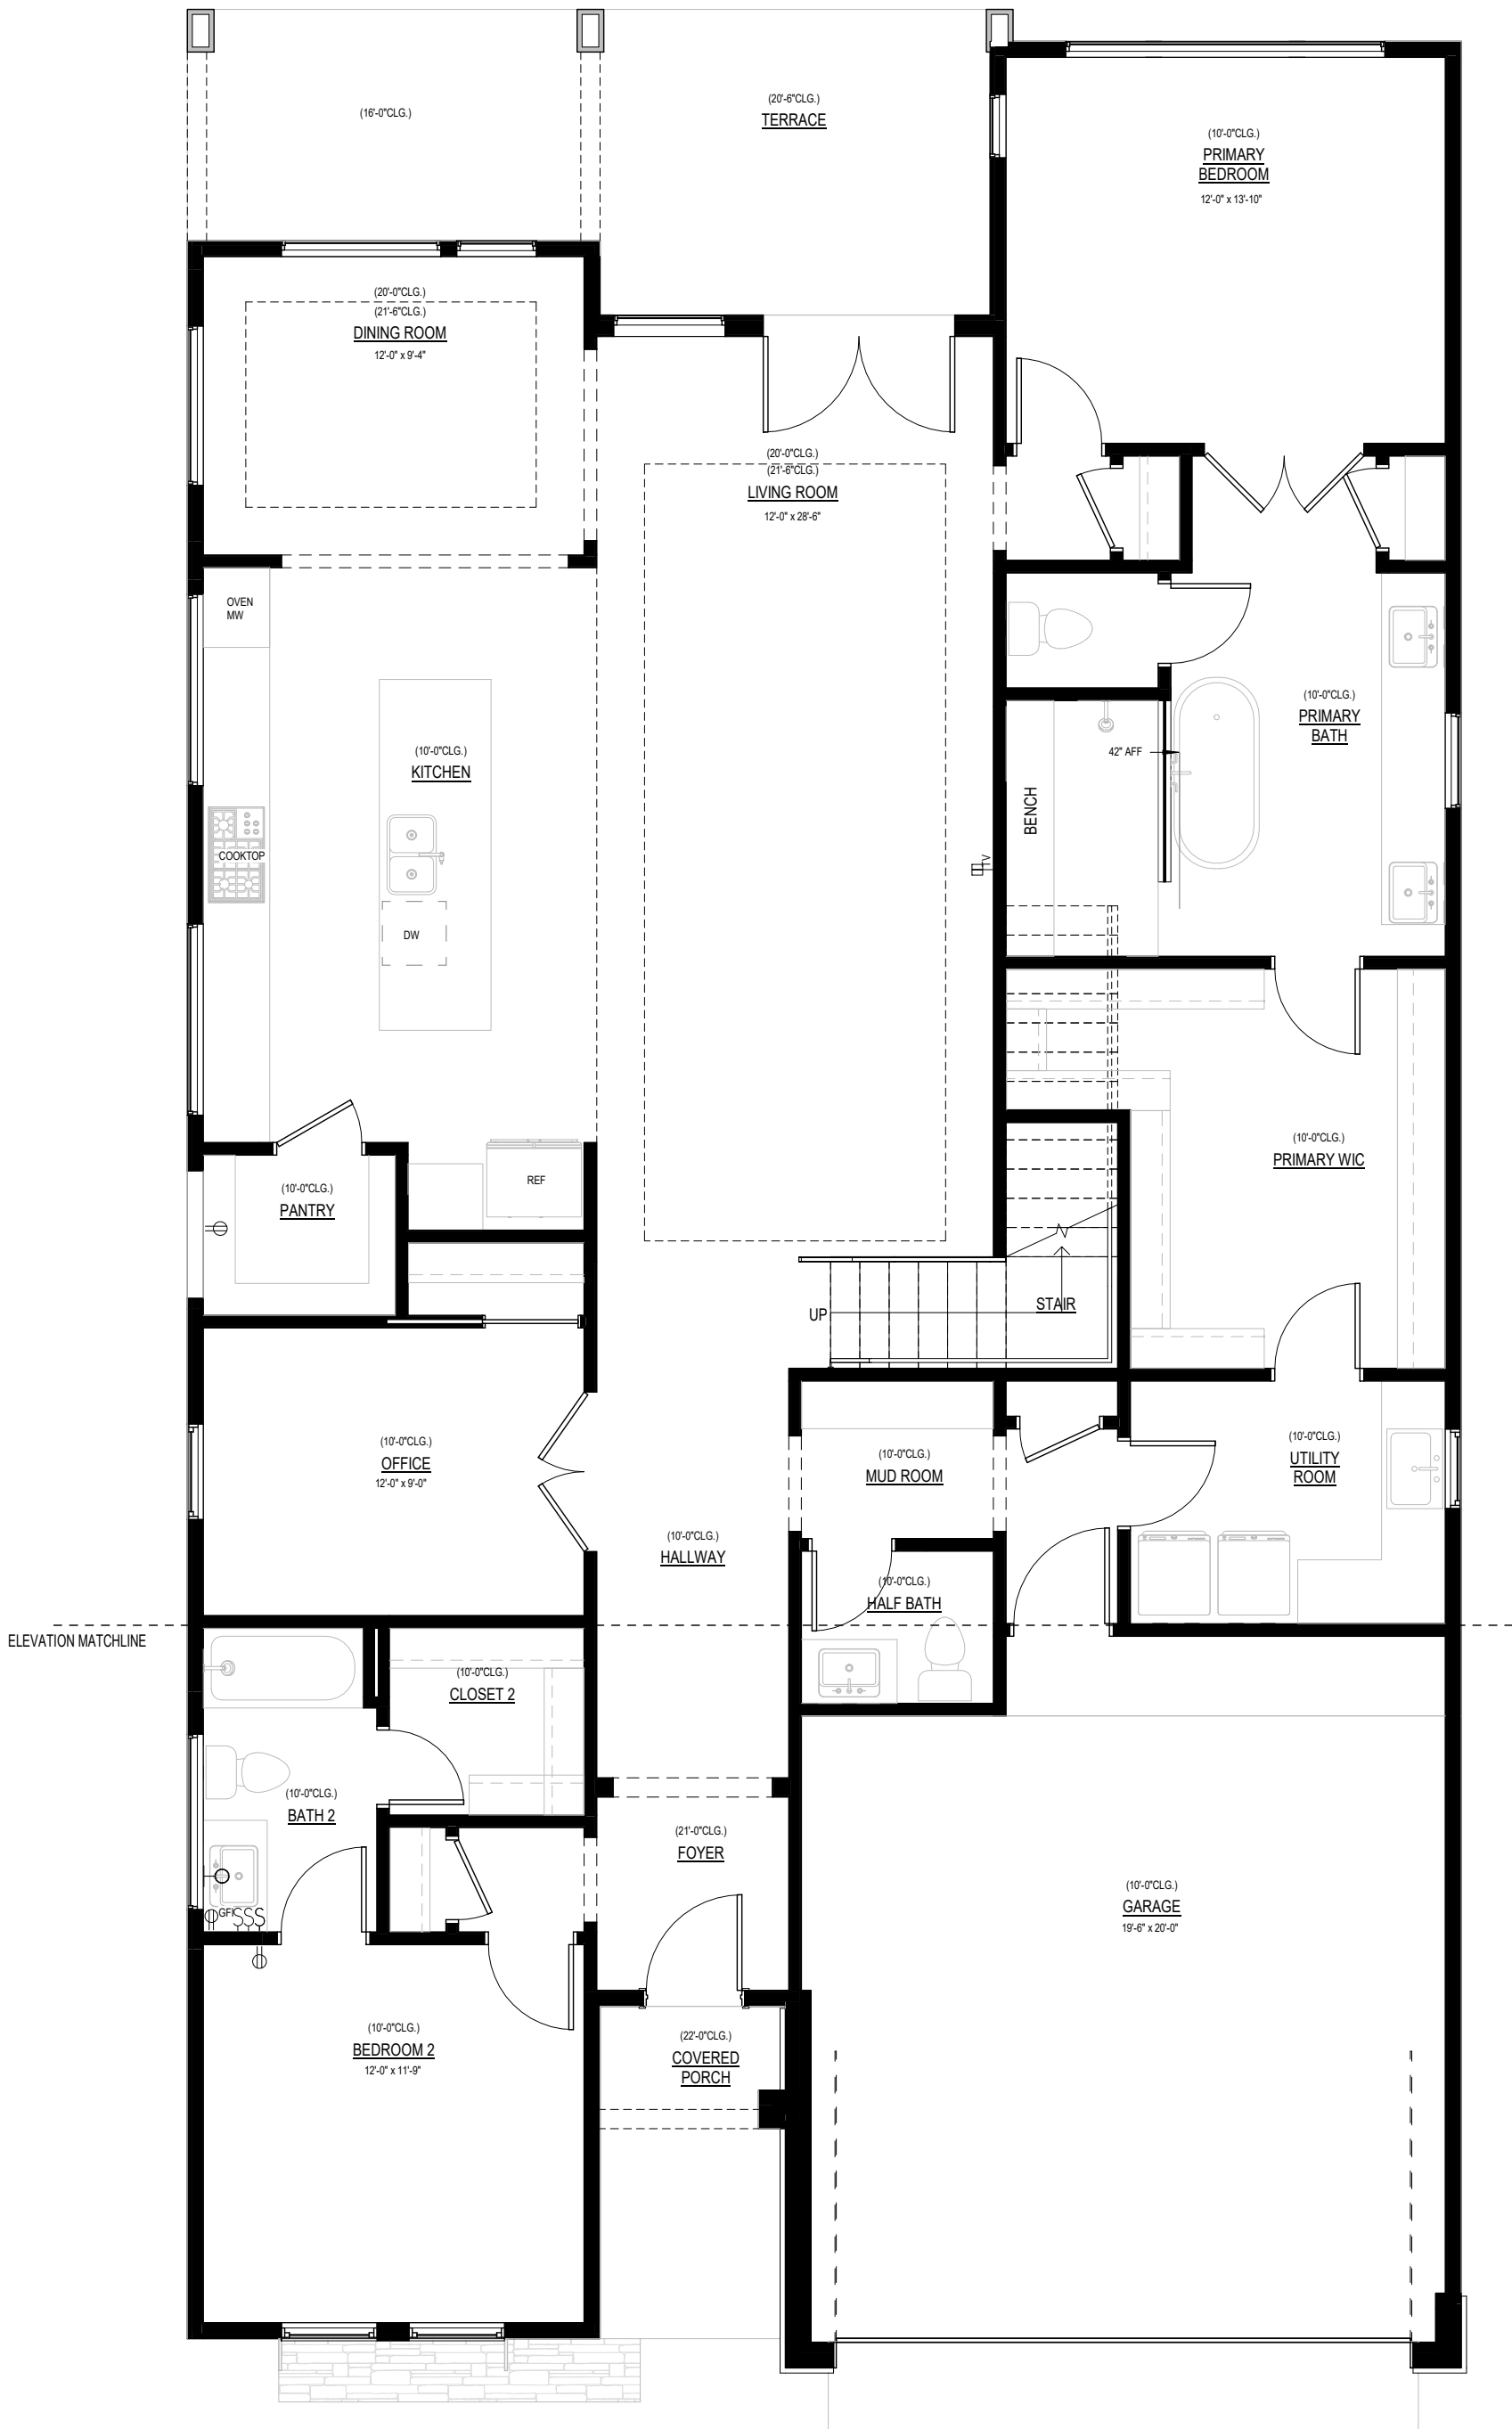 (16'-0"CLG.)
(20'-6"CLG.)
TERRACE
(10'-0"CLG.)
PRIMARY
BEDROOM
12'-0" x 13'-10"
(20'-0"CLG.)
(21'-6"CLG.)
DINING ROOM
12'-0" x 9'-4"
(20'-0"CLG.)
(21'-6"CLG.)
LIVING ROOM
12'-0" x 28'-6"
OVEN
MW
(10'-0"CLG.)
KITCHEN
COOKTOP
DW
TV
BENCH
42" AFF
(10'-0"CLG.)
PRIMARY
BATH
(10'-0"CLG.)
PRIMARY WIC
(10'-0"CLG.)
PANTRY
REF
UP
STAIR
(10'-0"CLG.)
OFFICE
12'-0" x 9'-0"
(10'-0"CLG.)
MUD ROOM
(10'-0"CLG.)
UTILITY
ROOM
(10'-0"CLG.)
HALLWAY
(10'-0"CLG.)
HALF BATH
ELEVATION MATCHLINE
(10'-0"CLG.)
CLOSET 2
(10'-0"CLG.)
BATH 2
GFI
SSS
(21'-0"CLG.)
FOYER
(10'-0"CLG.)
GARAGE
19'-6" x 20'-0"
(10'-0"CLG.)
BEDROOM 2
12'-0" x 11'-9"
(22'-0"CLG.)
COVERED
PORCH